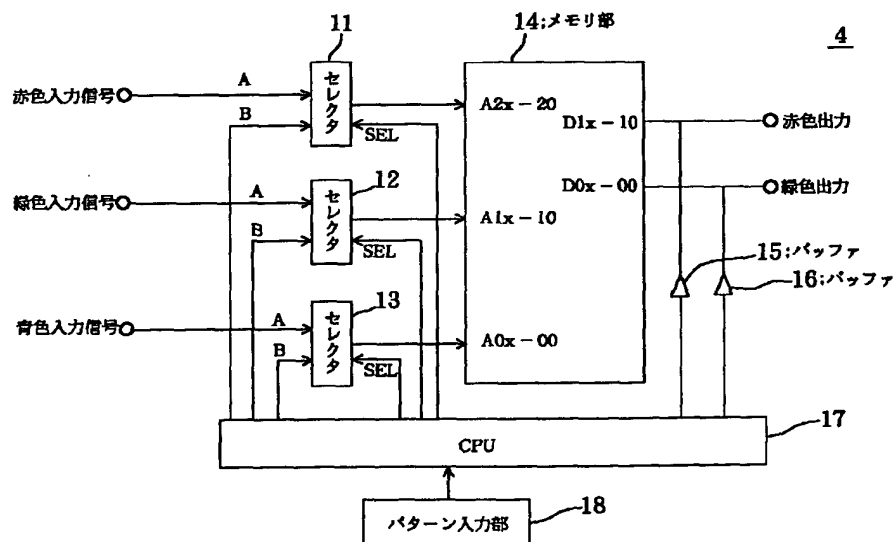 11
14;メモリ部
4
赤色入力信号
A
B
セレクタ
SEL
A2x-20
D1x-10
赤色出力
D0x-00
緑色出力
12
緑色入力信号
A
B
セレクタ
SEL
A1x-10
15;バッファ
16;バッファ
13
青色入力信号
A
B
セレクタ
SEL
A0x-00
CPU
17
パターン入力部
18